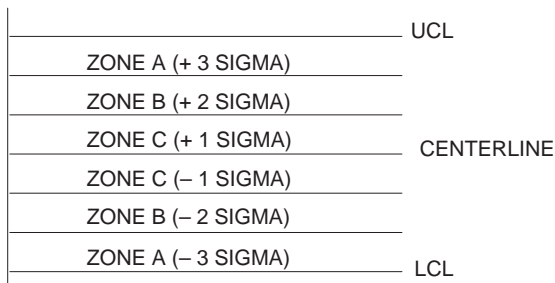 UCL
ZONE A (+ 3 SIGMA)
ZONE B (+ 2 SIGMA)
ZONE C (+ 1 SIGMA)
CENTERLINE
ZONE C (– 1 SIGMA)
ZONE B (– 2 SIGMA)
ZONE A (– 3 SIGMA)
LCL